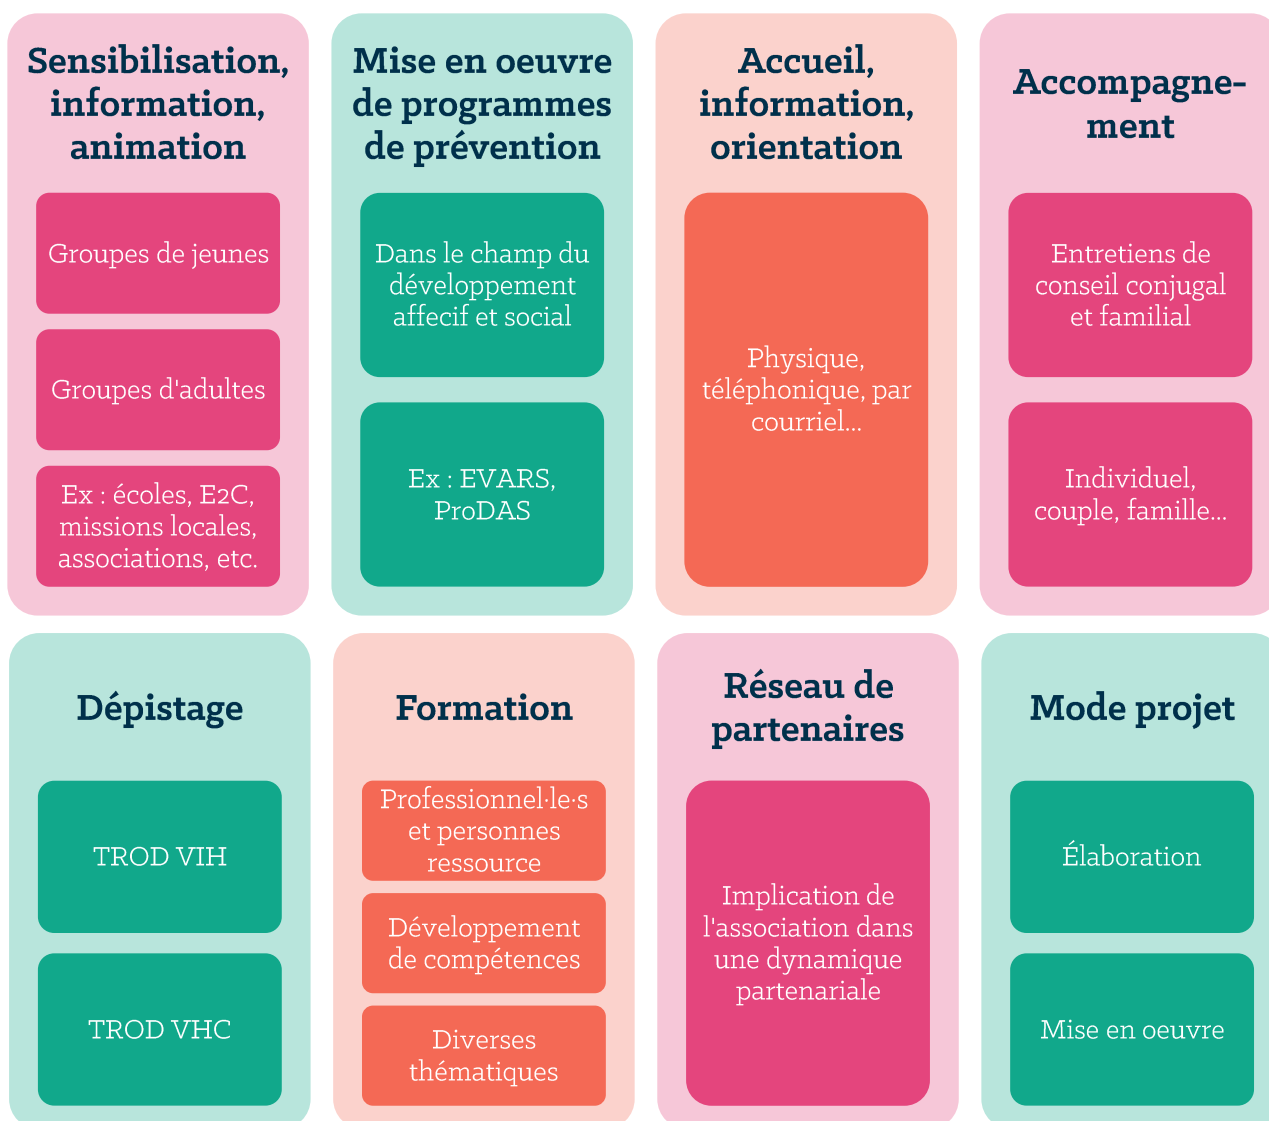 Sensibilisation,
information,
animation
Groupes de jeunes
Groupes d'adultes
Ex : écoles, E2C,
missions locales,
associations, etc.
Mise en oeuvre
de programmes
de prévention
Dans le champ du
développement
affecif et social
Ex : EVARS,
ProDAS
Accueil,
information,
orientation
Physique,
téléphonique, par
courriel...
Accompagne-
ment
Entretiens de
conseil conjugal
et familial
Individuel,
couple, famille...
Dépistage
TROD VIH
TROD VHC
Formation
Professionnel·le·s
et personnes
ressource
Développement
de compétences
Diverses
thématiques
Réseau de
partenaires
Implication de
l'association dans
une dynamique
partenariale
Mode projet
Élaboration
Mise en oeuvre